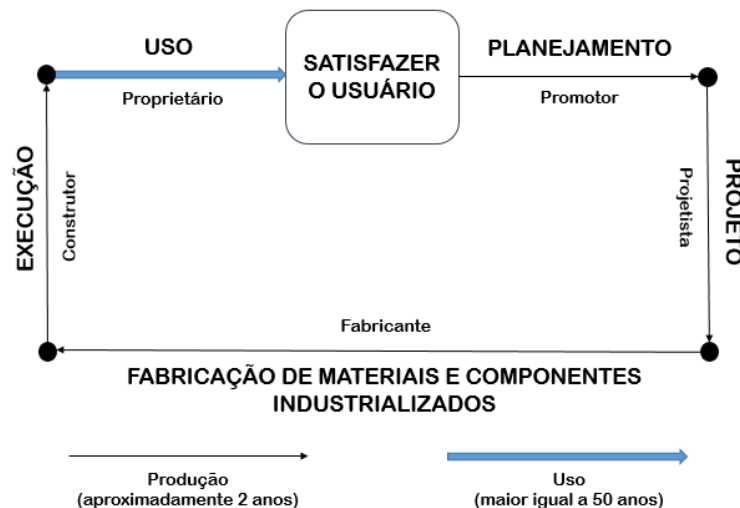 USO
SATISFAZER
O USUÁRIO
PLANEJAMENTO
Proprietário
Promotor
EXECUÇÃO
Construtor
Projetista
PROJETO
Fabricante
FABRICAÇÃO DE MATERIAIS E COMPONENTES
INDUSTRIALIZADOS
Produção
(aproximadamente 2 anos)
Uso
(maior igual a 50 anos)